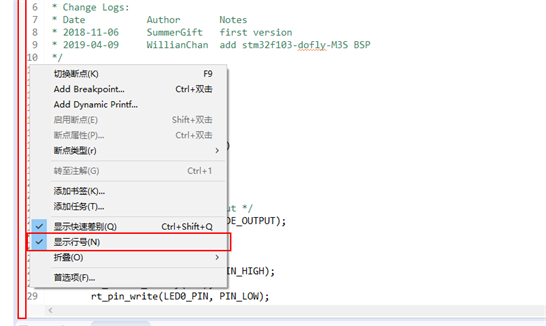 6 * Change Logs:
7 * Date Author Notes
8 * 2018-11-06 SummerGift first version
9 * 2019-04-09 WillianChan add stm32f103-dofly-M3S BSP
10 */
切换断点(K) F9
Add Breakpoint... Ctrl+双击
Add Dynamic Printf...
启用断点(E) Shift+双击
断点属性(P)... Ctrl+双击
)
断点类型(r)
转至注解(G) Ctrl+1
添加书签(K)...
添加任务(T)...
ut */
显示快速差别(Q) Ctrl+Shift+Q
DE_OUTPUT);
显示行号(N)
折叠(O)
IN_HIGH);
首选项(F)...
29 rt_pin_write(LED0_PIN, PIN_LOW);